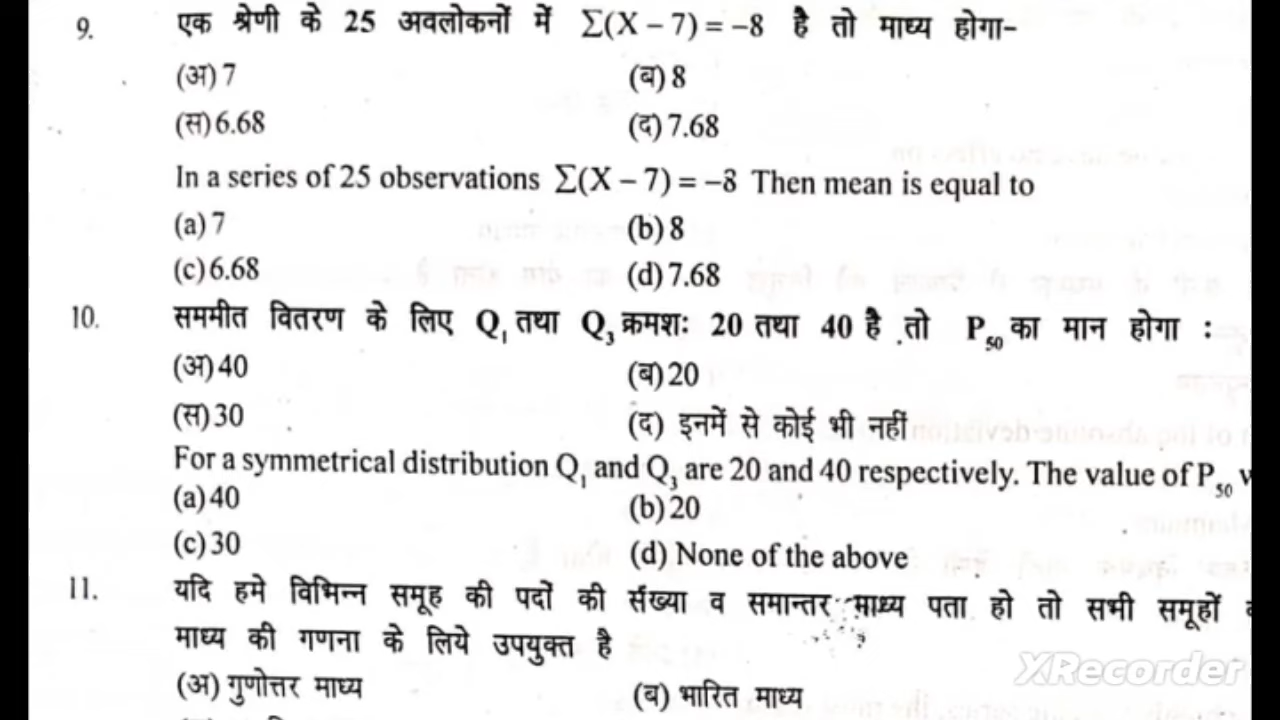 9. एक श्रेणी के 25 अवलोकनों में ∑(X – 7) = –8 है तो माध्य होगा–
(अ) 7 (ब) 8
(स) 6.68 (द) 7.68
In a series of 25 observations ∑(X – 7) = –8 Then mean is equal to
(a) 7 (b) 8
(c) 6.68 (d) 7.68
10. सममीत वितरण के लिए Q₁ तथा Q₃ क्रमशः 20 तथा 40 है तो P₅₀ का मान होगा :
(अ) 40 (ब) 20
(स) 30 (द) इनमें से कोई भी नहीं
For a symmetrical distribution Q₁ and Q₃ are 20 and 40 respectively. The value of P₅₀
(a) 40 (b) 20
(c) 30 (d) None of the above
11. यदि हमे विभिन्न समूह की पदों की संख्या व समान्तर माध्य पता हो तो सभी समूहों
माध्य की गणना के लिये उपयुक्त है
(अ) गुणोत्तर माध्य (ब) भारित माध्य
XRecorder